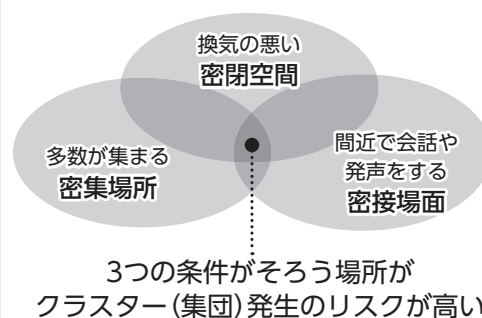 換気の悪い
密閉空間
多数が集まる
密集場所
間近で会話や
発声をする
密接場面
3つの条件がそろう場所が
クラスター(集団)発生のリスクが高い